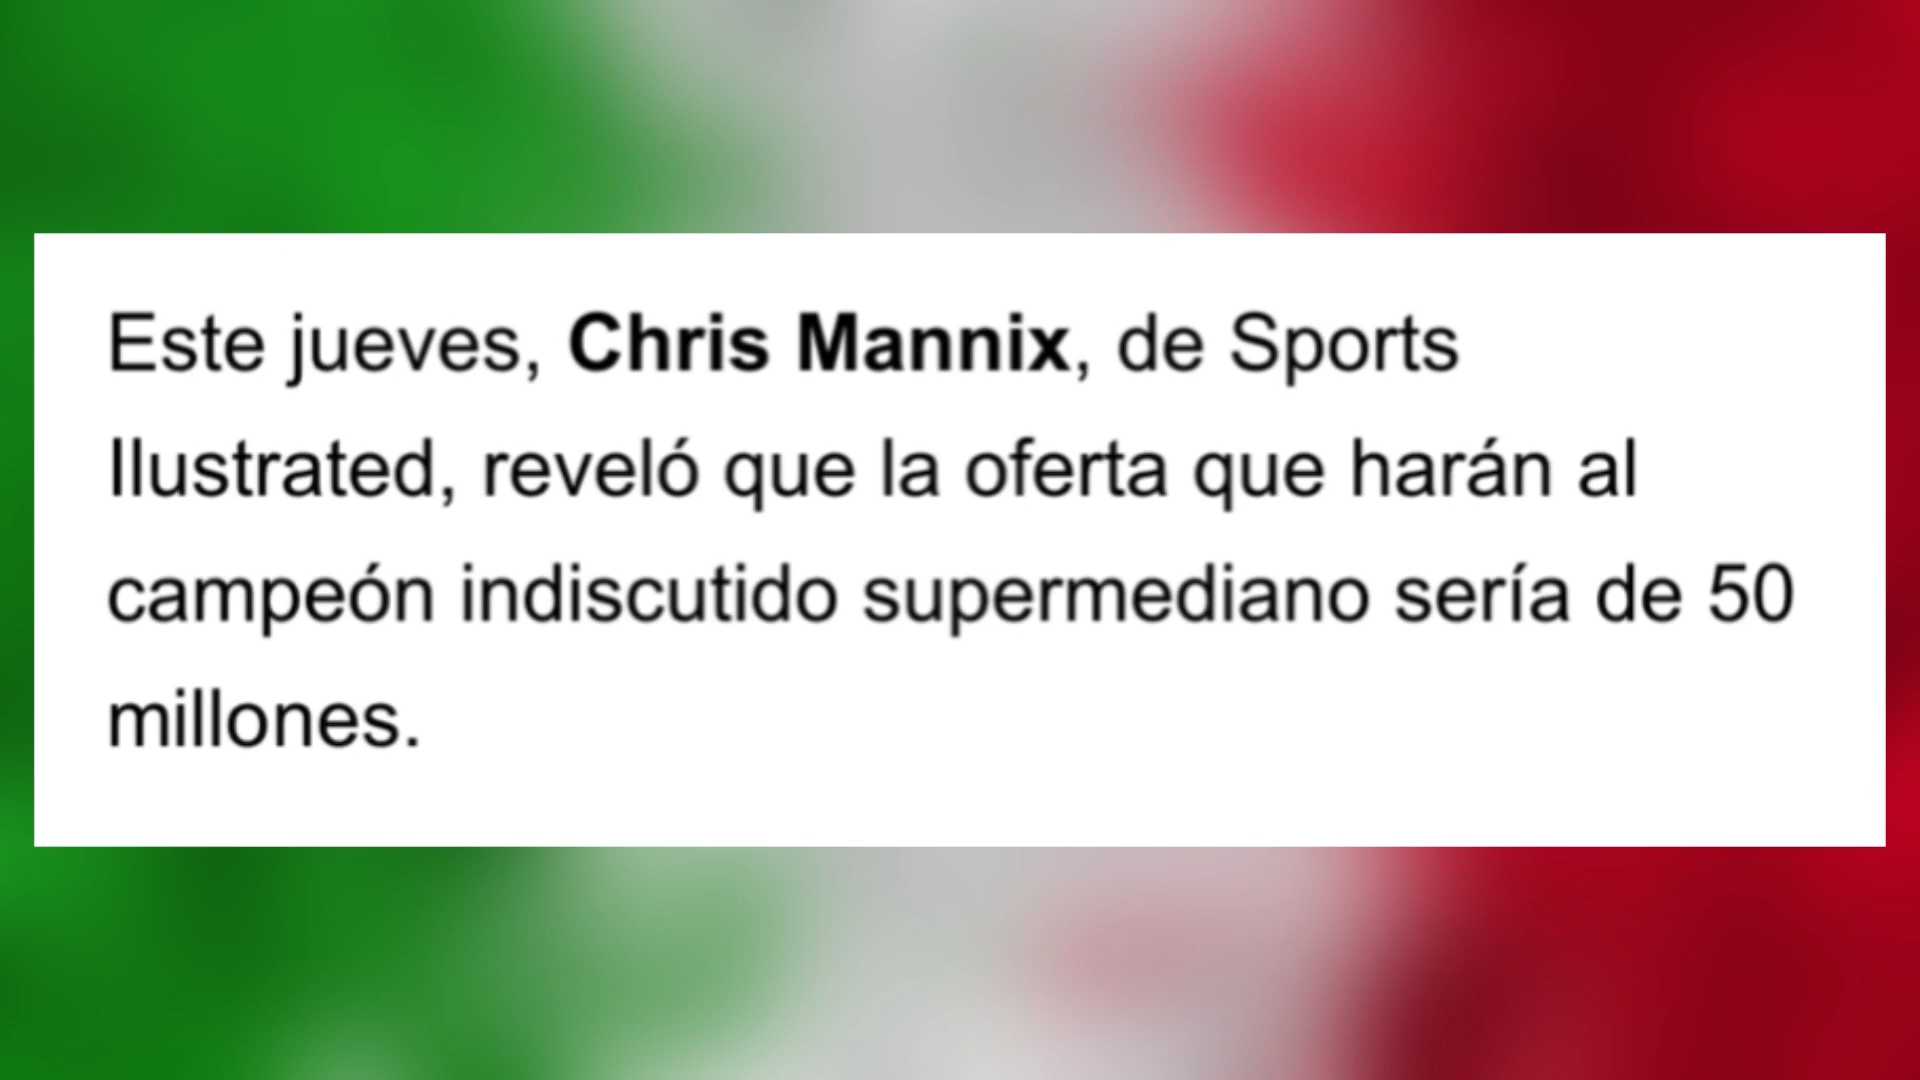 Este jueves, Chris Mannix, de Sports
Ilustrated, reveló que la oferta que harán al
campeón indiscutido supermediano sería de 50
millones.